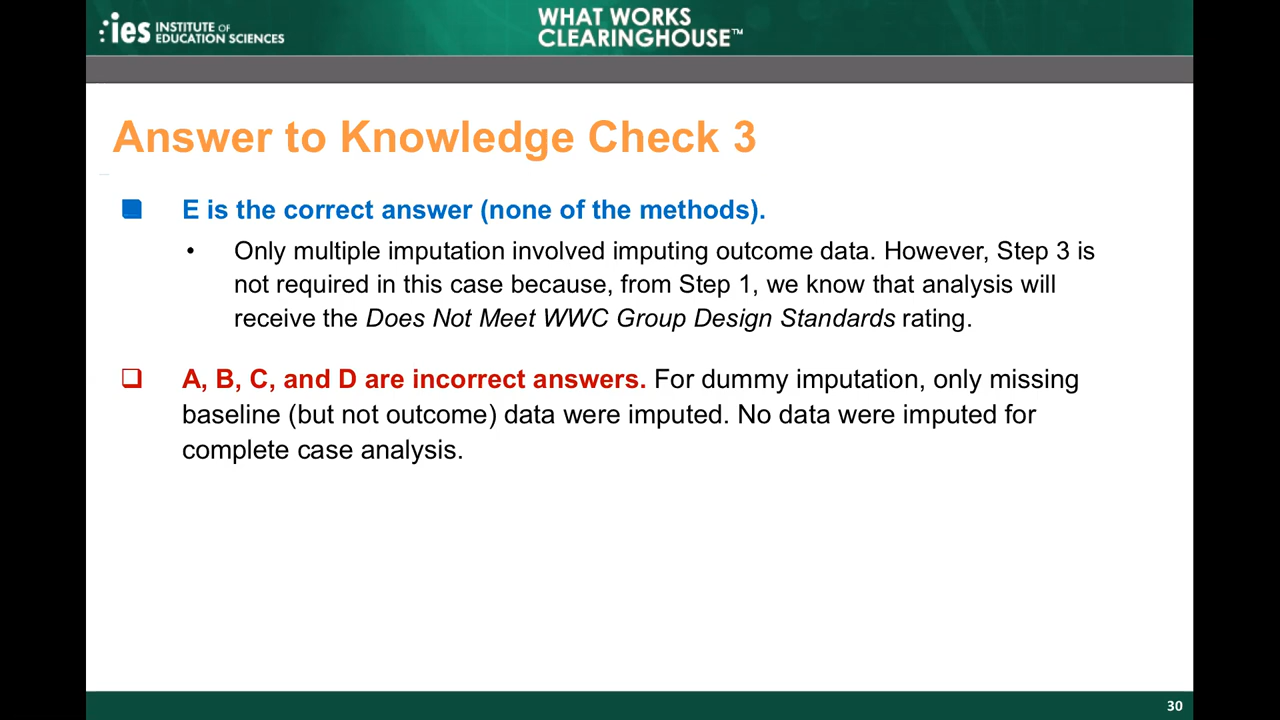 ies INSTITUTE OF
EDUCATION SCIENCES
WHAT WORKS
CLEARINGHOUSE™
Answer to Knowledge Check 3
E is the correct answer (none of the methods).
• Only multiple imputation involved imputing outcome data. However, Step 3 is
not required in this case because, from Step 1, we know that analysis will
receive the Does Not Meet WWC Group Design Standards rating.
A, B, C, and D are incorrect answers. For dummy imputation, only missing
baseline (but not outcome) data were imputed. No data were imputed for
complete case analysis.
30